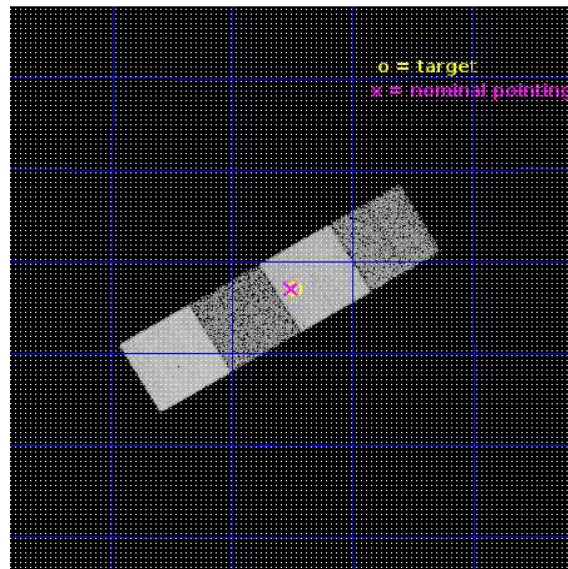 o = target
x = nominal pointing